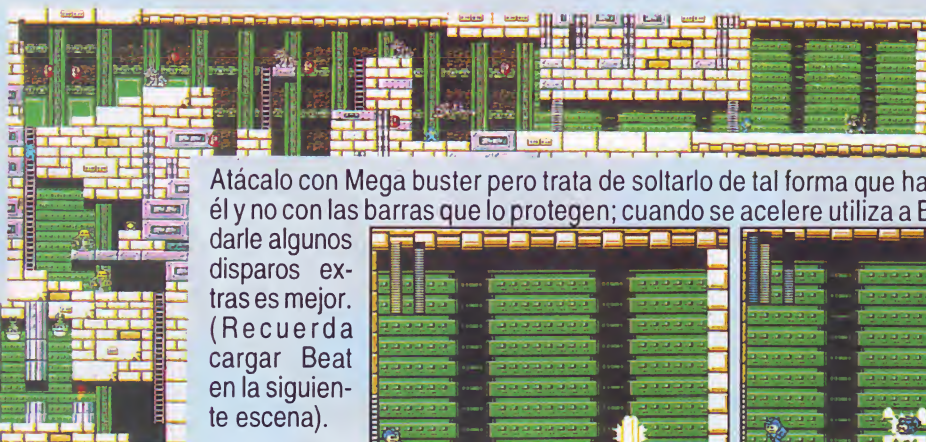 Atácalo con Mega buster pero trata de soltarlo de tal forma que ha
él y no con las barras que lo protegen; cuando se acelere utiliza a
darle algunos
disparos ex-
tras es mejor.
(Recuerda
cargar Beat
en la siguien-
te escena).